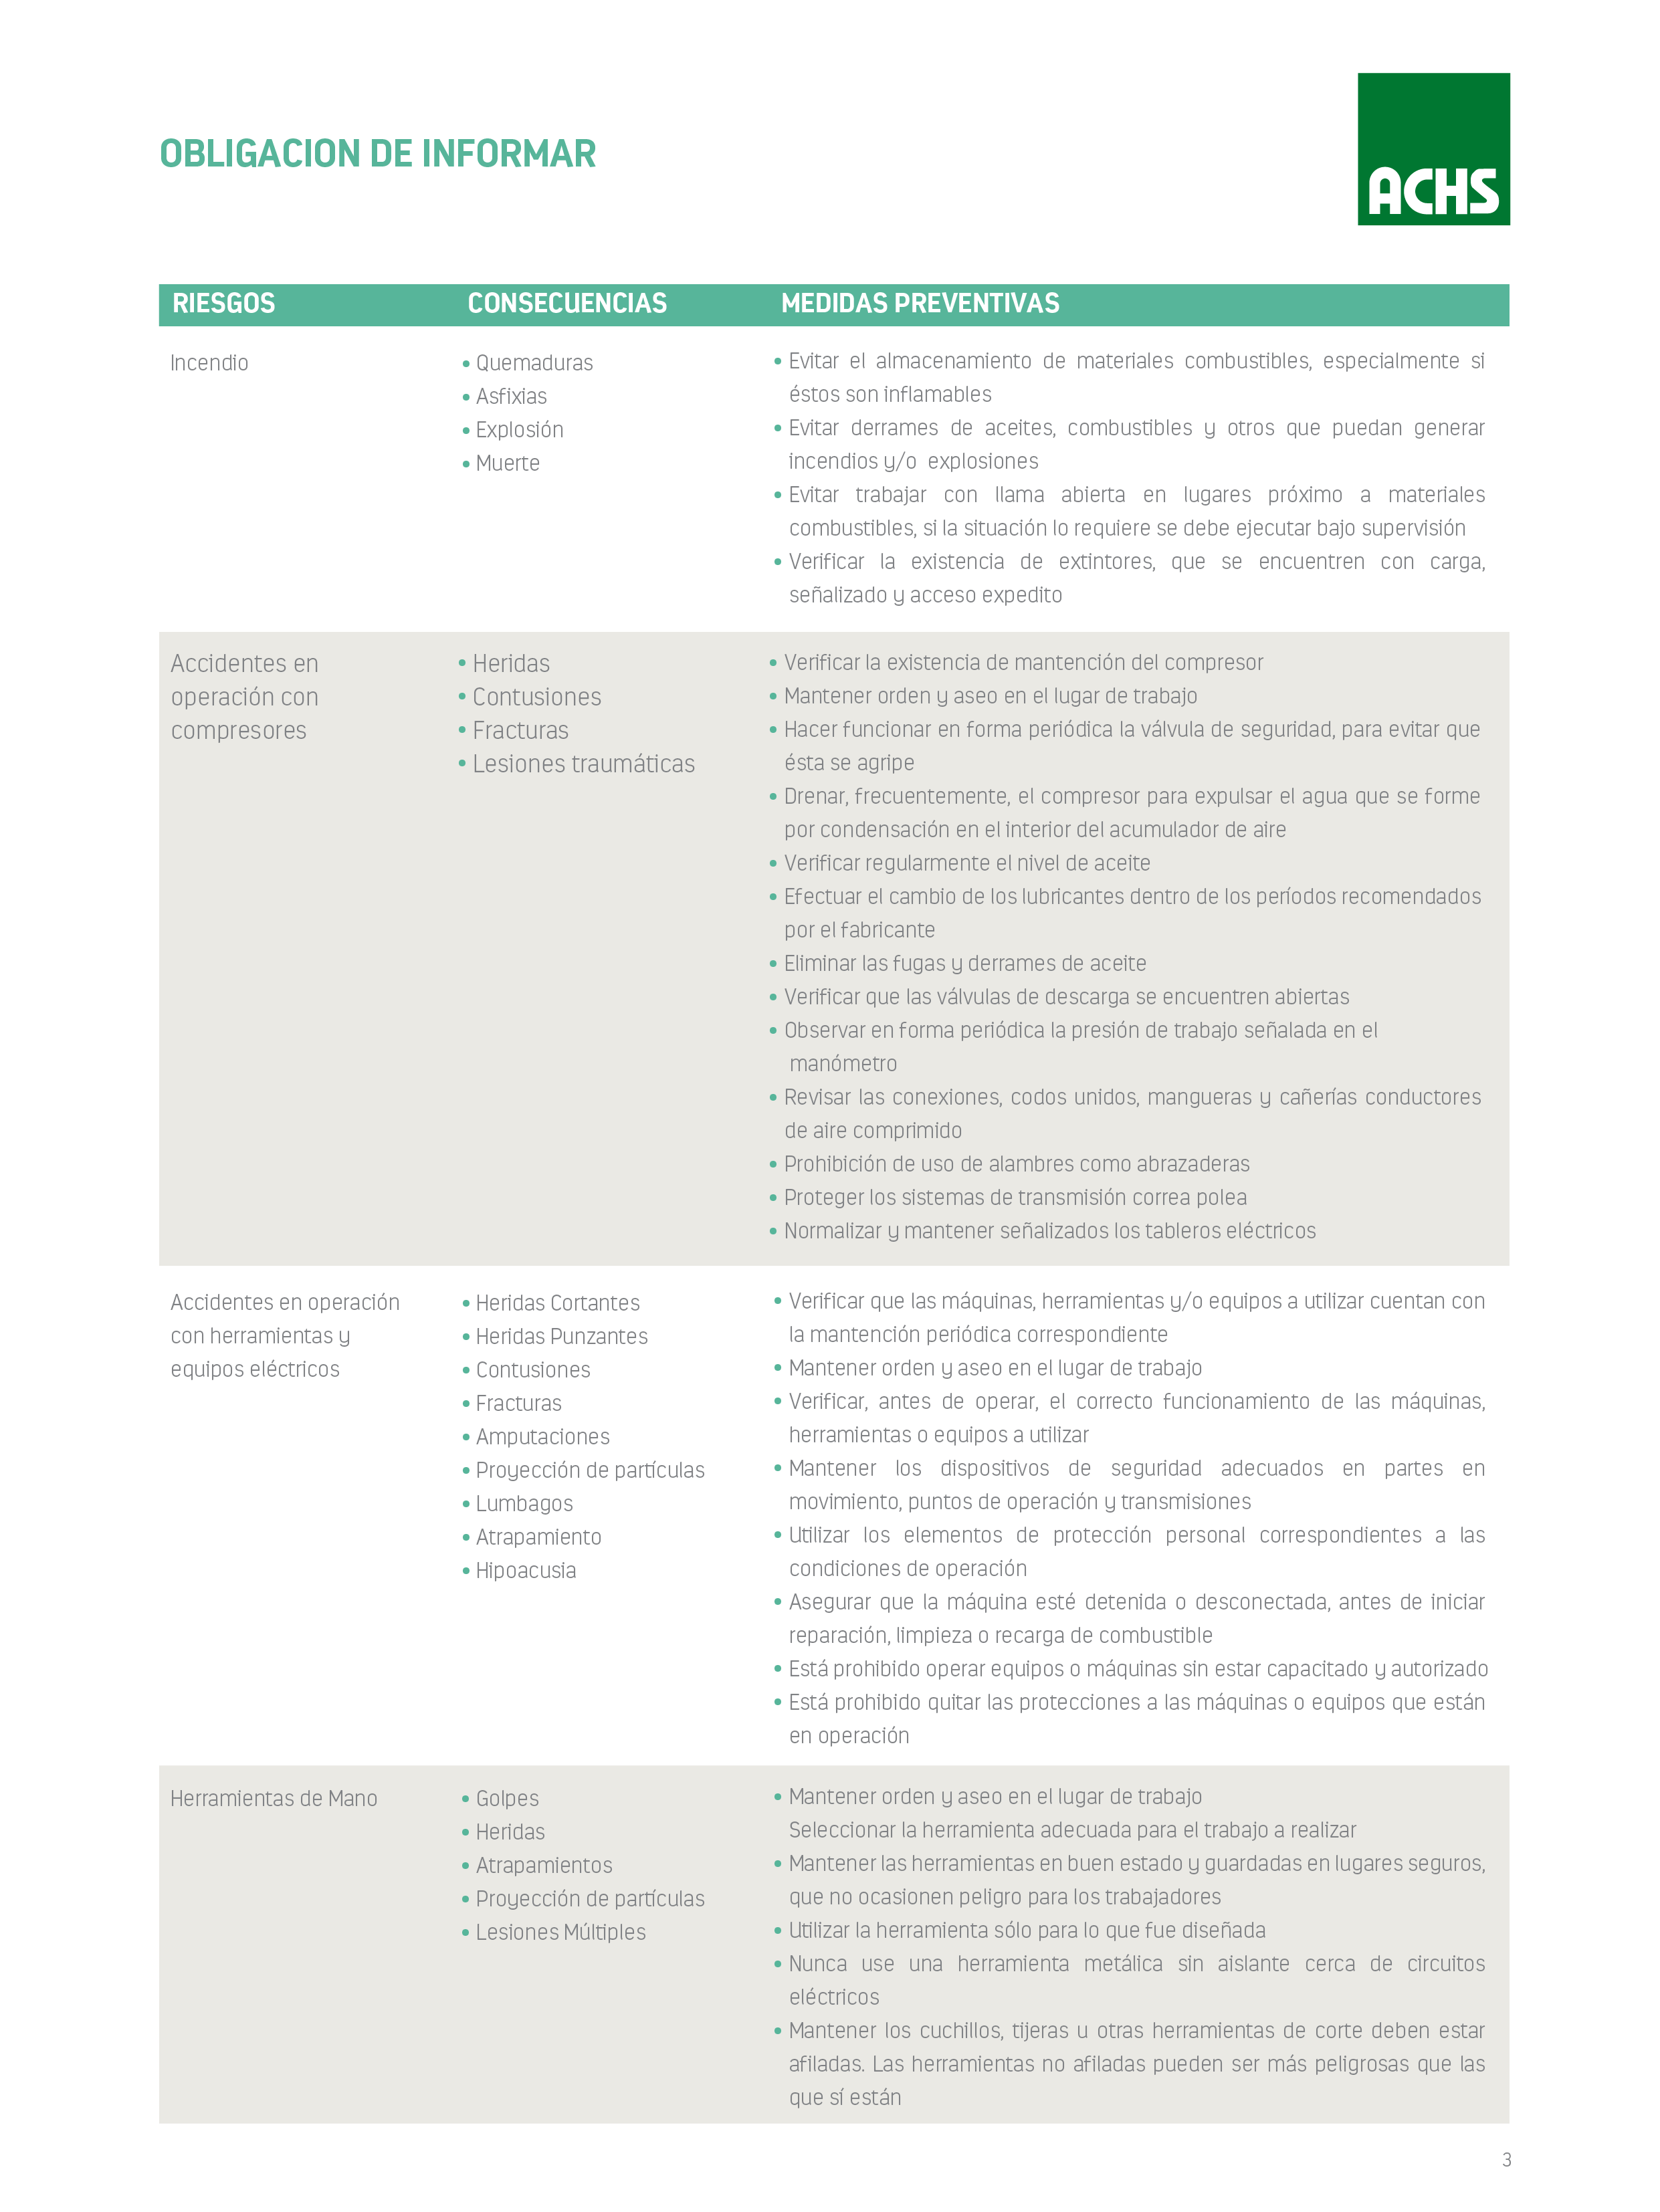 OBLIGACION DE INFORMAR
ACHS
RIESGOS CONSECUENCIAS MEDIDAS PREVENTIVAS
Incendio
• Quemaduras
• Asfixias
• Explosión
• Muerte
• Evitar el almacenamiento de materiales combustibles, especialmente si
éstos son inflamables
• Evitar derrames de aceites, combustibles y otros que puedan generar
incendios y/o explosiones
• Evitar trabajar con llama abierta en lugares próximo a materiales
combustibles, si la situación lo requiere se debe ejecutar bajo supervisión
• Verificar la existencia de extintores, que se encuentren con carga,
señalizado y acceso expedito
Accidentes en
operación con
compresores
• Heridas
• Contusiones
• Fracturas
• Lesiones traumáticas
• Verificar la existencia de mantención del compresor
• Mantener orden y aseo en el lugar de trabajo
• Hacer funcionar en forma periódica la válvula de seguridad, para evitar que
ésta se agripe
• Drenar, frecuentemente, el compresor para expulsar el agua que se forme
por condensación en el interior del acumulador de aire
• Verificar regularmente el nivel de aceite
• Efectuar el cambio de los lubricantes dentro de los períodos recomendados
por el fabricante
• Eliminar las fugas y derrames de aceite
• Verificar que las válvulas de descarga se encuentren abiertas
• Observar en forma periódica la presión de trabajo señalada en el
manómetro
• Revisar las conexiones, codos unidos, mangueras y cañerías conductores
de aire comprimido
• Prohibición de uso de alambres como abrazaderas
• Proteger los sistemas de transmisión correa polea
• Normalizar y mantener señalizados los tableros eléctricos
Accidentes en operación
con herramientas y
equipos eléctricos
• Heridas Cortantes
• Heridas Punzantes
• Contusiones
• Fracturas
• Amputaciones
• Proyección de partículas
• Lumbagos
• Atrapamiento
• Hipoacusia
• Verificar que las máquinas, herramientas y/o equipos a utilizar cuentan con
la mantención periódica correspondiente
• Mantener orden y aseo en el lugar de trabajo
• Verificar, antes de operar, el correcto funcionamiento de las máquinas,
herramientas o equipos a utilizar
• Mantener los dispositivos de seguridad adecuados en partes en
movimiento, puntos de operación y transmisiones
• Utilizar los elementos de protección personal correspondientes a las
condiciones de operación
• Asegurar que la máquina esté detenida o desconectada, antes de iniciar
reparación, limpieza o recarga de combustible
• Está prohibido operar equipos o máquinas sin estar capacitado y autorizado
• Está prohibido quitar las protecciones a las máquinas o equipos que están
en operación
Herramientas de Mano
• Golpes
• Heridas
• Atrapamientos
• Proyección de partículas
• Lesiones Múltiples
• Mantener orden y aseo en el lugar de trabajo
Seleccionar la herramienta adecuada para el trabajo a realizar
• Mantener las herramientas en buen estado y guardadas en lugares seguros,
que no ocasionen peligro para los trabajadores
• Utilizar la herramienta sólo para lo que fue diseñada
• Nunca use una herramienta metálica sin aislante cerca de circuitos
eléctricos
• Mantener los cuchillos, tijeras u otras herramientas de corte deben estar
afiladas. Las herramientas no afiladas pueden ser más peligrosas que las
que sí están
3